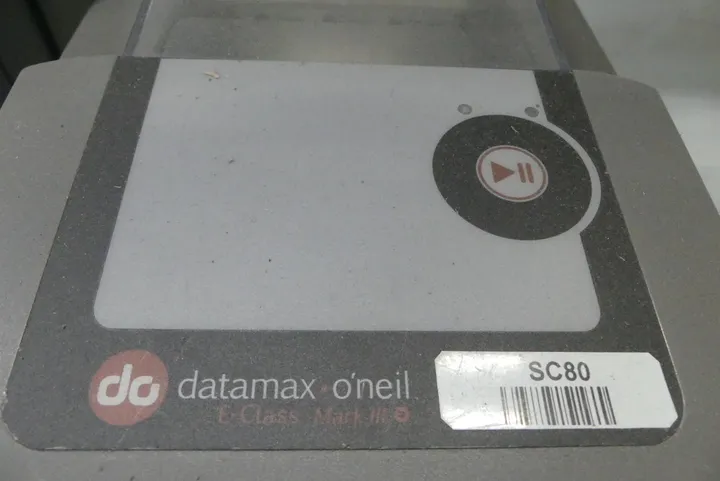 SC80
do datamax·o'neil
E-Class Mark III